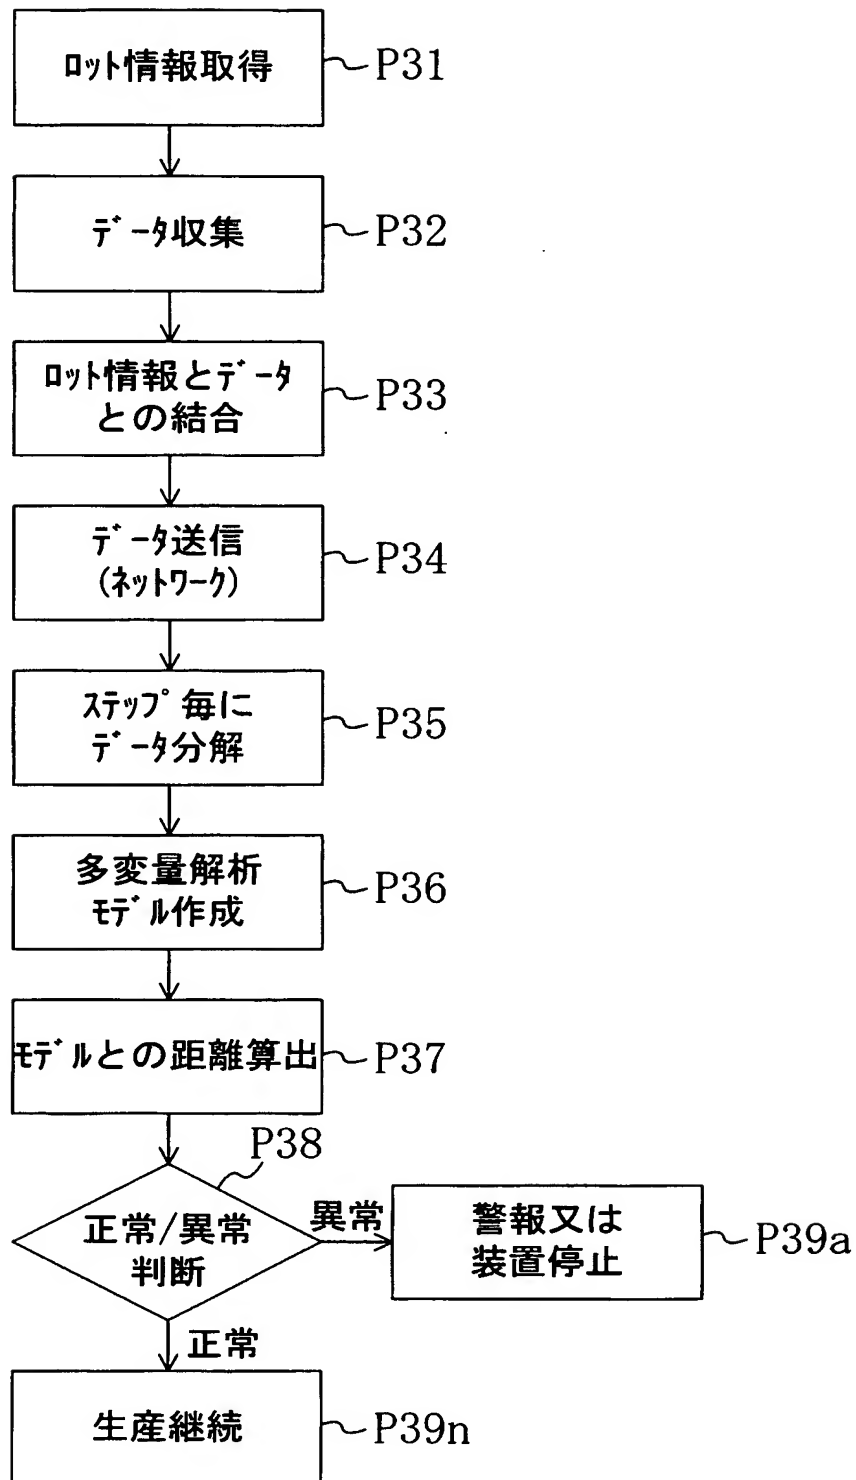 ﾛｯﾄ情報取得
P31
ﾃﾞｰﾀ収集
P32
ﾛｯﾄ情報とﾃﾞｰﾀ
との結合
P33
ﾃﾞｰﾀ送信
(ﾈｯﾄﾜｰｸ)
P34
ｽﾃｯﾌﾟ毎に
ﾃﾞｰﾀ分解
P35
多変量解析
ﾓﾃﾞﾙ作成
P36
ﾓﾃﾞﾙとの距離算出
P37
P38
正常/異常
判断
異常
警報又は
装置停止
P39a
正常
生産継続
P39n